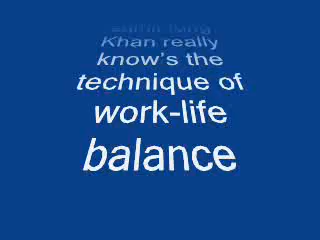 Khan really
know's the
technique of
work-life
balance